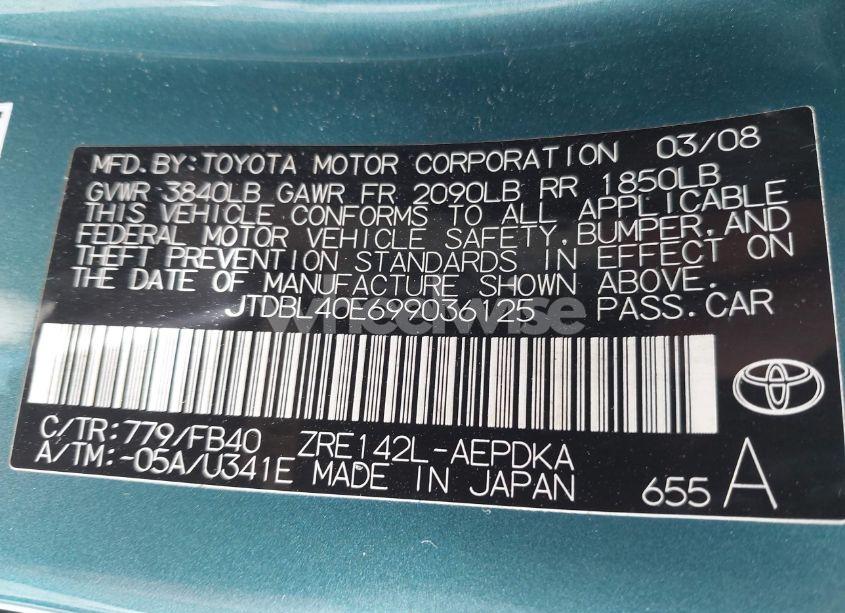 MFD.BY:TOYOTA MOTOR CORPORATION 03/08
GVWR 3840LB GAWR FR 2090LB RR 1850LB
THIS VEHICLE CONFORMS TO ALL APPLICABLE
FEDERAL MOTOR VEHICLE SAFETY, BUMPER, AND
THEFT PREVENTION STANDARDS IN EFFECT ON
THE DATE OF MANUFACTURE SHOWN ABOVE.
JTDBL40E699036125 PASS.CAR
wheelwise
C/TR:779/FB40 ZRE142L-AEPDKA
A/TM:-05A/U341E MADE IN JAPAN 655 A